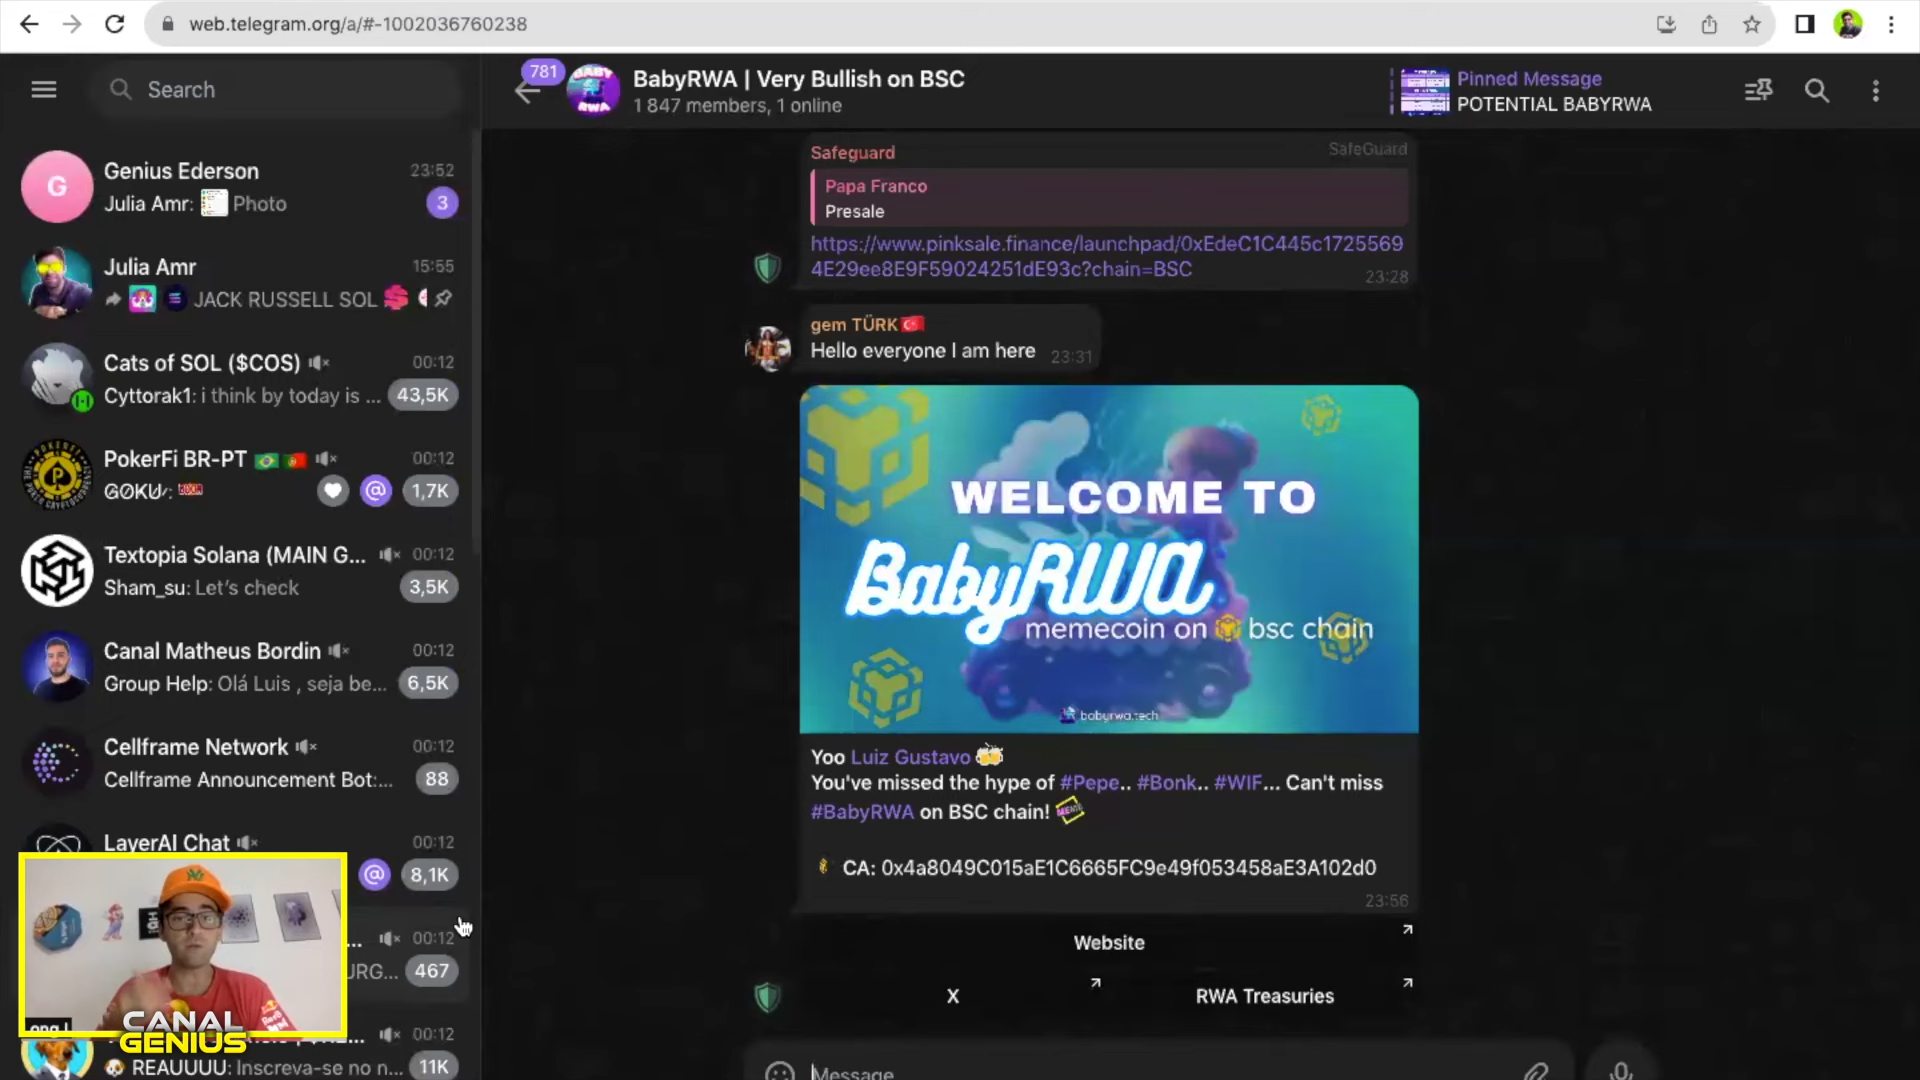 web.telegram.org/a/#-1002036760238
Search
781
BabyRWA | Very Bullish on BSC
1 847 members, 1 online
Pinned Message
POTENTIAL BABYRWA
G
Genius Ederson
23:52
Julia Amr: Photo
3
Julia Amr
15:55
JACK RUSSELL SOL
Cats of SOL ($COS)
00:12
Cyttorak1: i think by today is ...
43,5K
PokerFi BR-PT
00:12
GOKU:
@
1,7K
Textopia Solana (MAIN G...
00:12
Sham_su: Let's check
3,5K
Canal Matheus Bordin
00:12
Group Help: Olá Luis , seja be...
6,5K
Cellframe Network
00:12
Cellframe Announcement Bot:...
88
LayerAI Chat
00:12
@
8,1K
...
00:12
URG...
467
...
00:12
REAUUUU: Inscreva-se no n...
11K
CANAL
GENIUS
BABY
RWA
Safeguard
SafeGuard
Papa Franco
Presale
https://www.pinksale.finance/launchpad/0xEdeC1C445c1725569
4E29ee8E9F59024251dE93c?chain=BSC
23:28
gem TÜRK
Hello everyone I am here
23:31
WELCOME TO
BabyRWA
memecoin on bsc chain
babyrwa.tech
Yoo Luiz Gustavo
You've missed the hype of #Pepe.. #Bonk.. #WIF... Can't miss
#BabyRWA on BSC chain!
CA: 0x4a8049C015aE1C6665FC9e49f053458aE3A102d0
23:56
Website
X
RWA Treasuries
Message